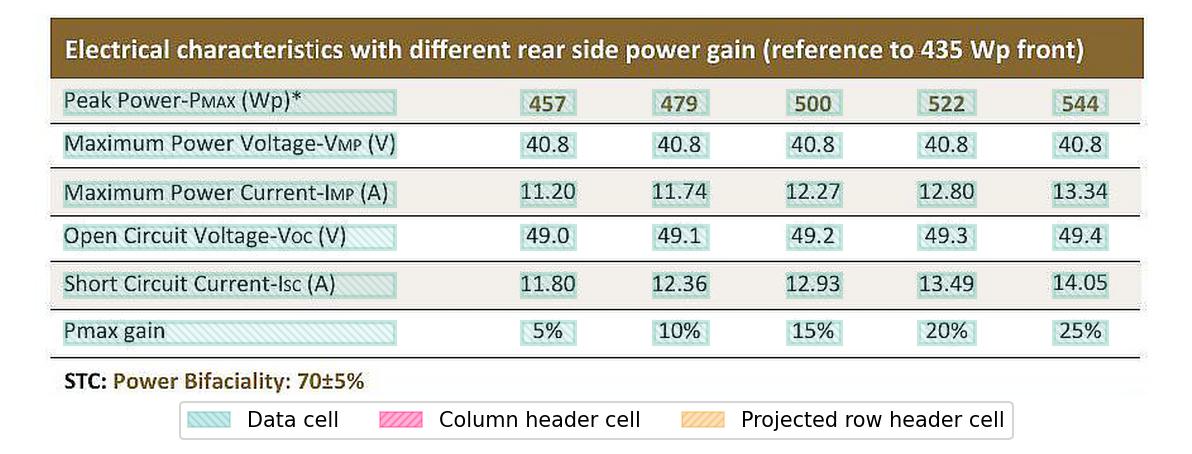 Electrical characteristics with different rear side power gain (reference to 435 Wp front)
Peak Power-PMAX (Wp)* 457 479 500 522 544
Maximum Power Voltage-VMP (V) 40.8 40.8 40.8 40.8 40.8
Maximum Power Current-IMP (A) 11.20 11.74 12.27 12.80 13.34
Open Circuit Voltage-VOC (V) 49.0 49.1 49.2 49.3 49.4
Short Circuit Current-ISC (A) 11.80 12.36 12.93 13.49 14.05
Pmax gain 5% 10% 15% 20% 25%
STC: Power Bifaciality: 70±5%
Data cell Column header cell Projected row header cell